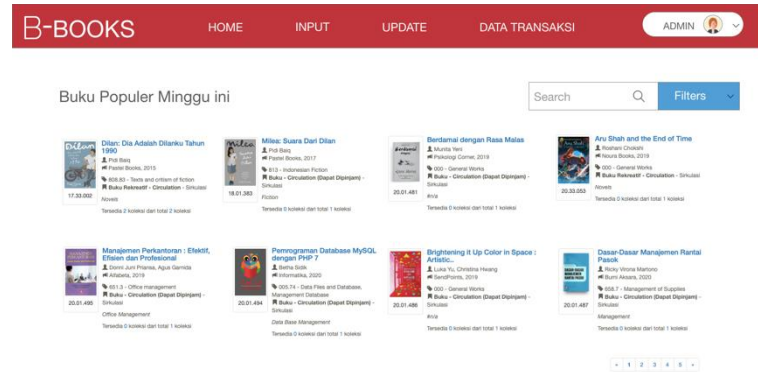 B-BOOKS
HOME
INPUT
UPDATE
DATA TRANSAKSI
ADMIN
Buku Populer Minggu ini
Search
Filters
Dilan
Dilan: Dia Adalah Dilanku Tahun
1990
Pidi Baiq
Pastel Books, 2015
808.80 - Texts and critism of fiction
Buku Rekreatif - Circulation - Sirkulasi
Novels
Tersedia 2 koleksi dari total 2 koleksi
17.33.002
Milea
Milea: Suara Dari Dilan
Pidi Baiq
Pastel Books, 2017
813 - Indonesian Fiction
Buku - Circulation (Dapat Dipinjam) -
Sirkulasi
Fiction
Tersedia 0 koleksi dari total 1 koleksi
18.01.383
Berdamai
Berdamai dengan Rasa Malas
Munita Yeni
Psikologi Corner, 2019
000 - General Works
Buku - Circulation (Dapat Dipinjam) -
Sirkulasi
#n/a
Tersedia 0 koleksi dari total 1 koleksi
20.01.481
Aru Shah
Aru Shah and the End of Time
Roshani Chokshi
Noura Books, 2019
000 - General Works
Buku Rekreatif - Circulation - Sirkulasi
Novels
Tersedia 0 koleksi dari total 1 koleksi
20.33.053
Manajemen Perkantoran : Efektif,
Efisien dan Profesional
Donni Juni Priansa, Agus Garnida
Alfabeta, 2019
651.3 - Office management
Buku - Circulation (Dapat Dipinjam) -
Sirkulasi
Office Management
Tersedia 0 koleksi dari total 1 koleksi
20.01.495
Pemrograman Database MySQL
dengan PHP 7
Betha Sidik
Informatika, 2020
005.74 - Data Files and Database,
Management Database
Buku - Circulation (Dapat Dipinjam) -
Sirkulasi
Data Base Management
Tersedia 0 koleksi dari total 1 koleksi
20.01.494
Brightening it Up Color in Space :
Artistic..
Luka Yu, Christina Hwang
SendPoints, 2019
000 - General Works
Buku - Circulation (Dapat Dipinjam) -
Sirkulasi
#n/a
Tersedia 0 koleksi dari total 1 koleksi
20.01.486
Dasar-Dasar Manajemen Rantai
Pasok
Ricky Virona Martono
Bumi Aksara, 2020
658.7 - Management of Supplies
Buku - Circulation (Dapat Dipinjam) -
Sirkulasi
Management
Tersedia 0 koleksi dari total 1 koleksi
20.01.487
« 1 2 3 4 5 »